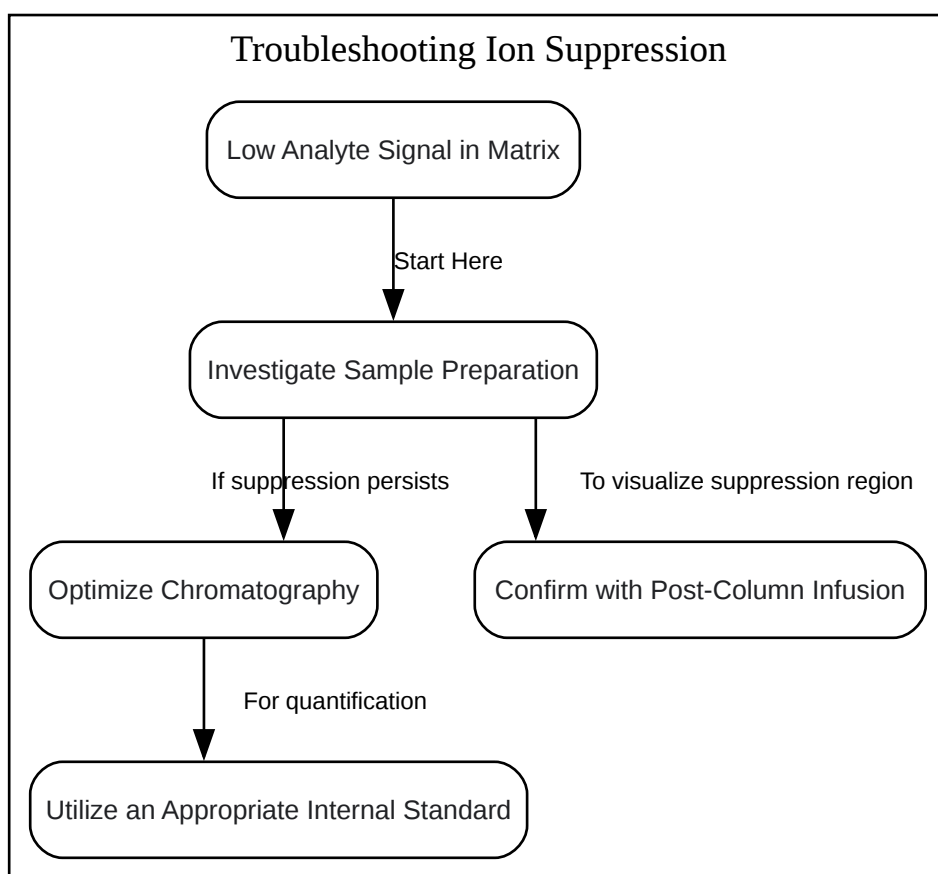 Troubleshooting Ion Suppression
Low Analyte Signal in Matrix
Start Here
Investigate Sample Preparation
If suppression persists
To visualize suppression region
Optimize Chromatography
Confirm with Post-Column Infusion
For quantification
Utilize an Appropriate Internal Standard